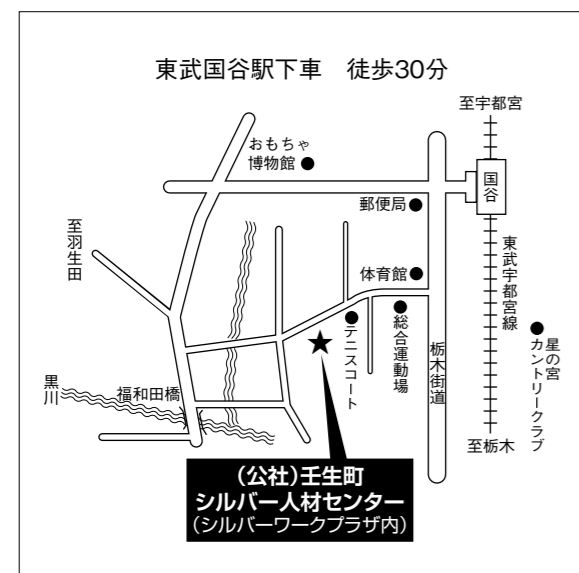 東武国谷駅下車　徒歩30分
至宇都宮
おもちゃ
博物館
国谷
郵便局
至羽生田
体育館
東武宇都宮線
テニスコート
総合運動場
栃木街道
星の宮
カントリークラブ
黒川
福和田橋
至栃木
(公社)壬生町
シルバー人材センター
(シルバーワークプラザ内)